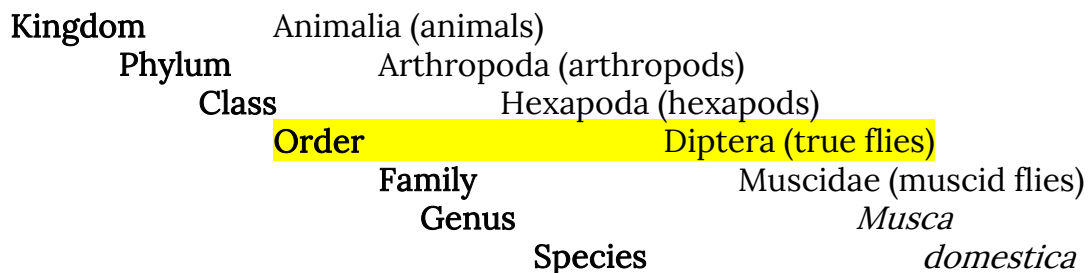 Kingdom Animalia (animals)
Phylum Arthropoda (arthropods)
Class Hexapoda (hexapods)
Order Diptera (true flies)
Family Muscidae (muscid flies)
Genus Musca
Species domestica